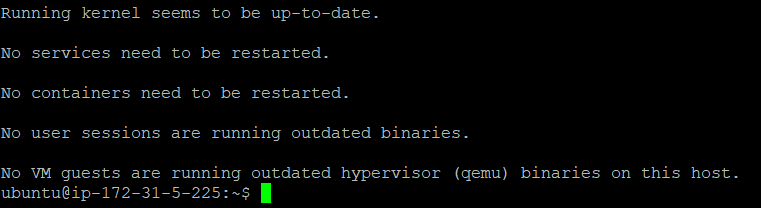 Running kernel seems to be up-to-date.
No services need to be restarted.
No containers need to be restarted.
No user sessions are running outdated binaries.
No VM guests are running outdated hypervisor (qemu) binaries on this host.
ubuntu@ip-172-31-5-225:~$